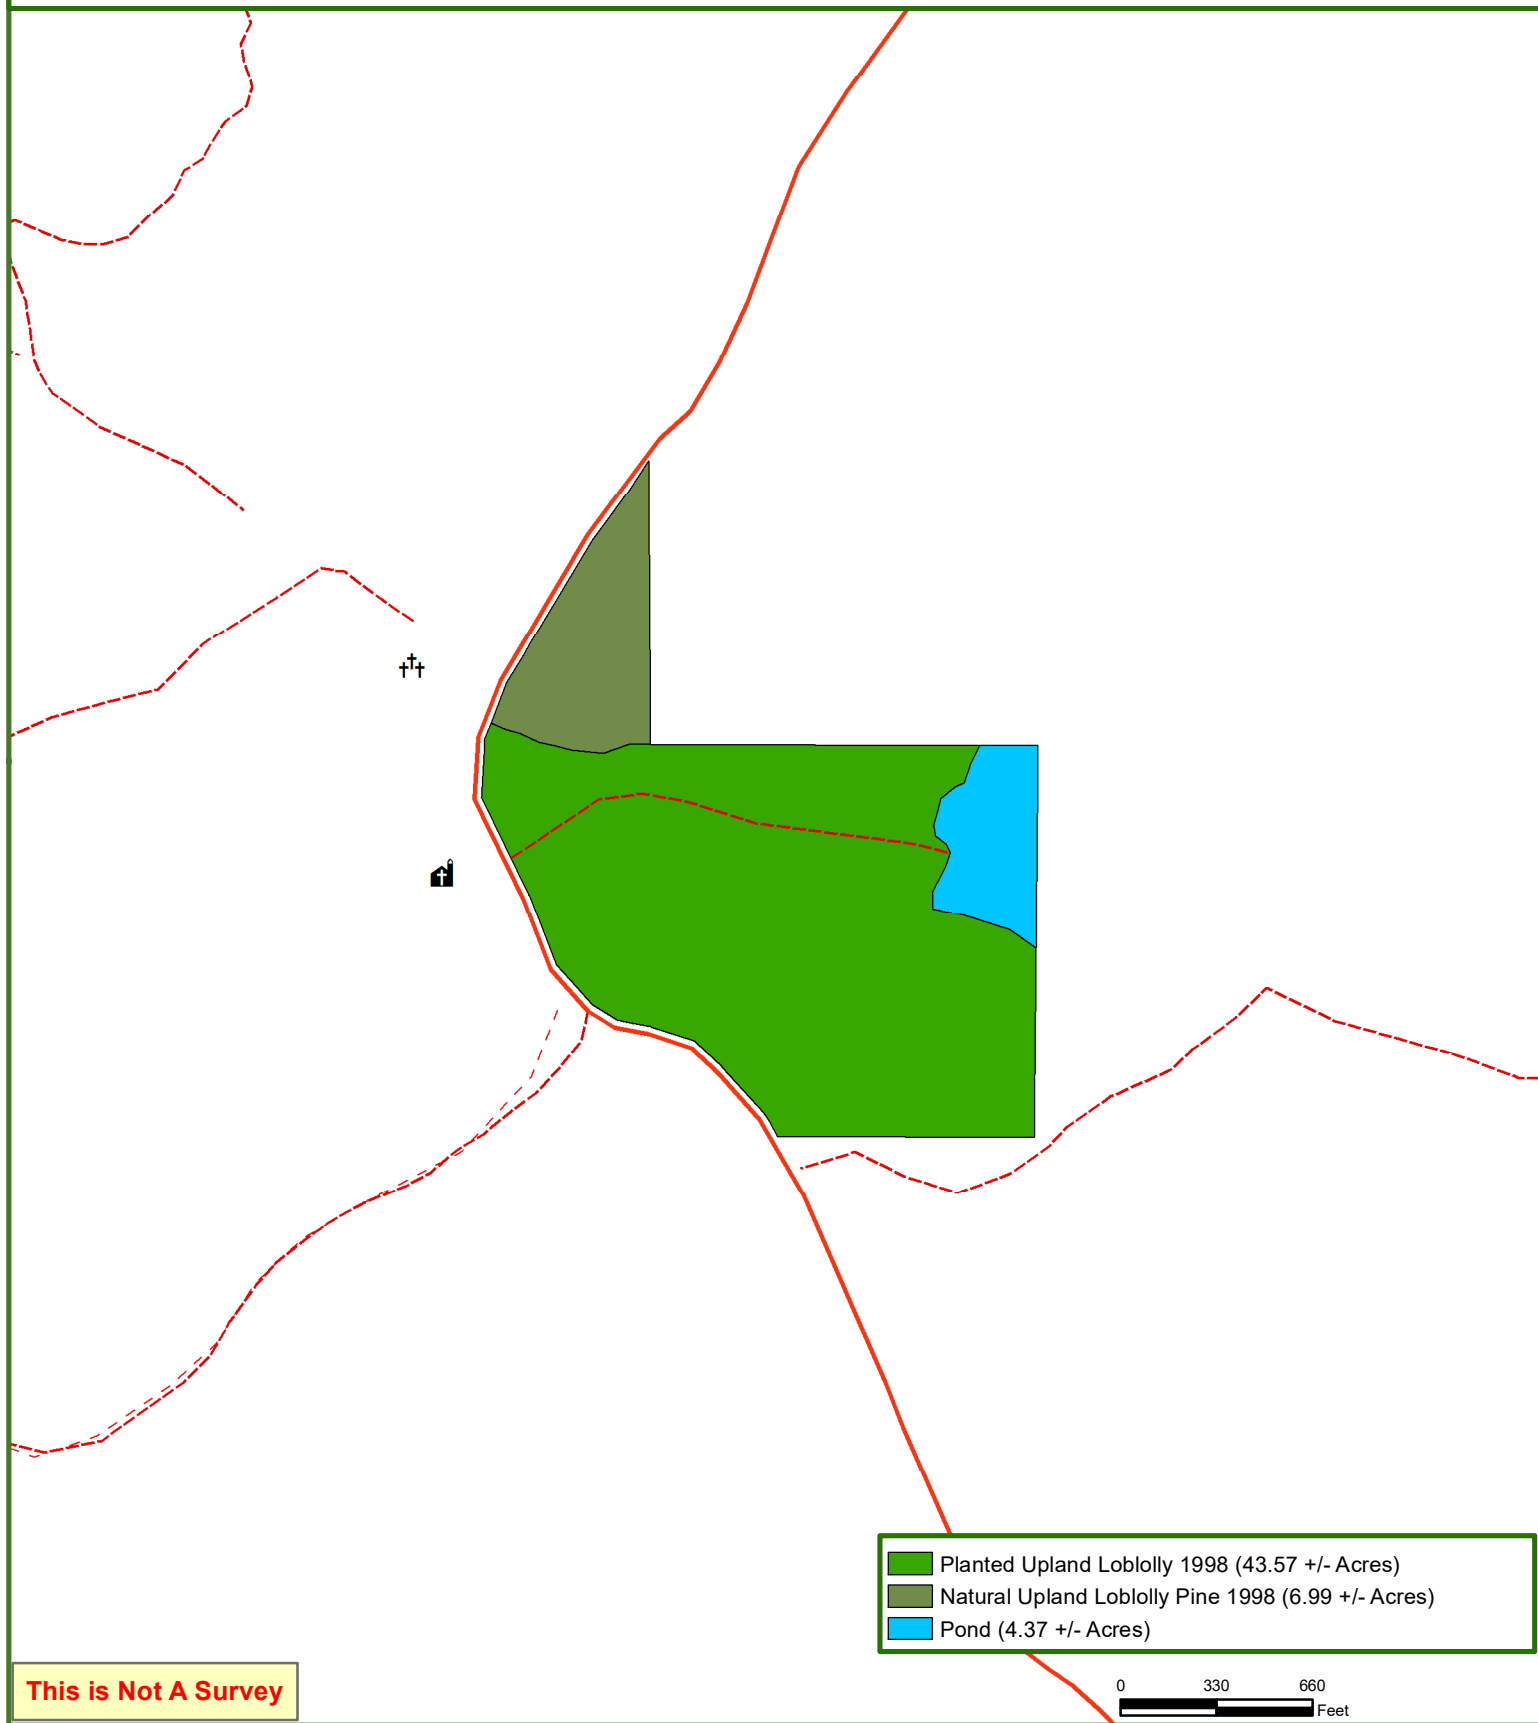 Planted Upland Loblolly 1998 (43.57 +/- Acres)
Natural Upland Loblolly Pine 1998 (6.99 +/- Acres)
Pond (4.37 +/- Acres)
This is Not A Survey
0 330 660
Feet